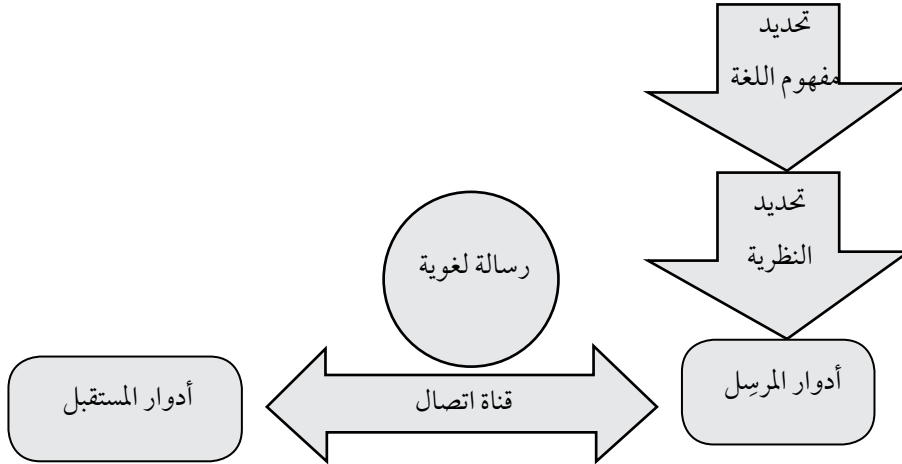 تحديد
مفهوم اللغة
تحديد
النظرية
رسالة لغوية
أدوار المرسِل
قناة اتصال
أدوار المستقبل